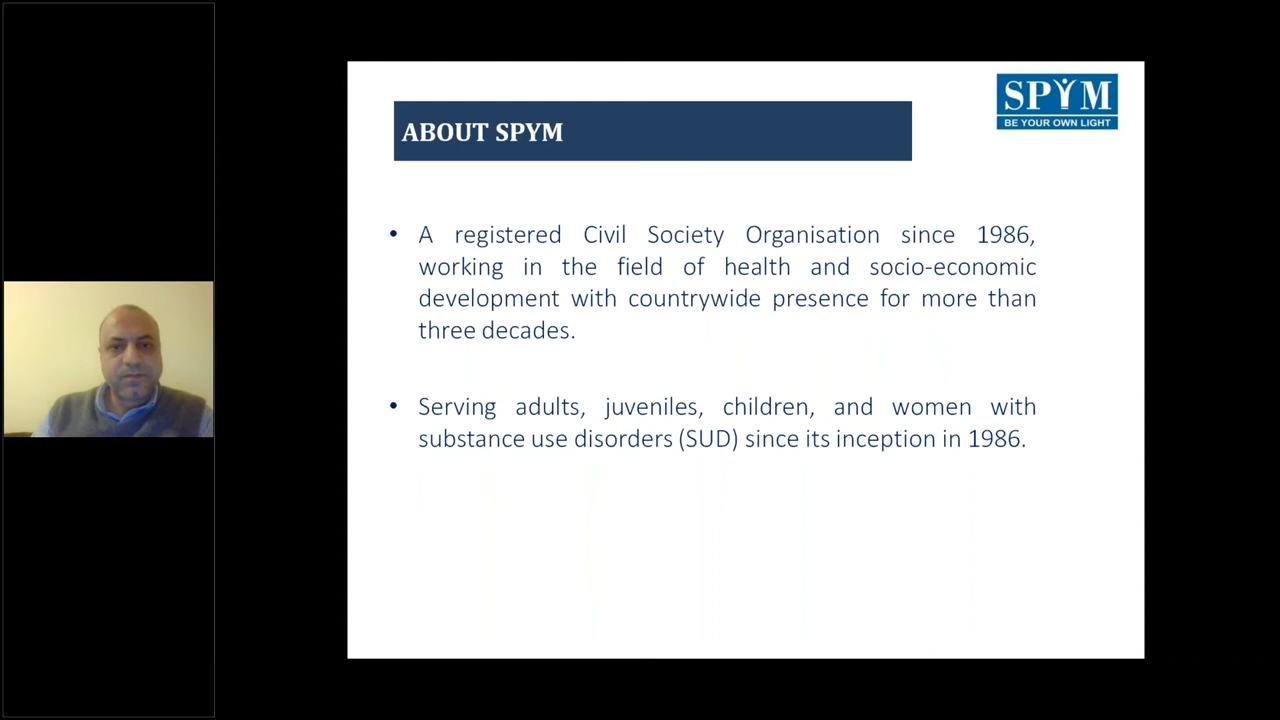 SPYM
BE YOUR OWN LIGHT
ABOUT SPYM
• A registered Civil Society Organisation since 1986,
working in the field of health and socio-economic
development with countrywide presence for more than
three decades.
• Serving adults, juveniles, children, and women with
substance use disorders (SUD) since its inception in 1986.